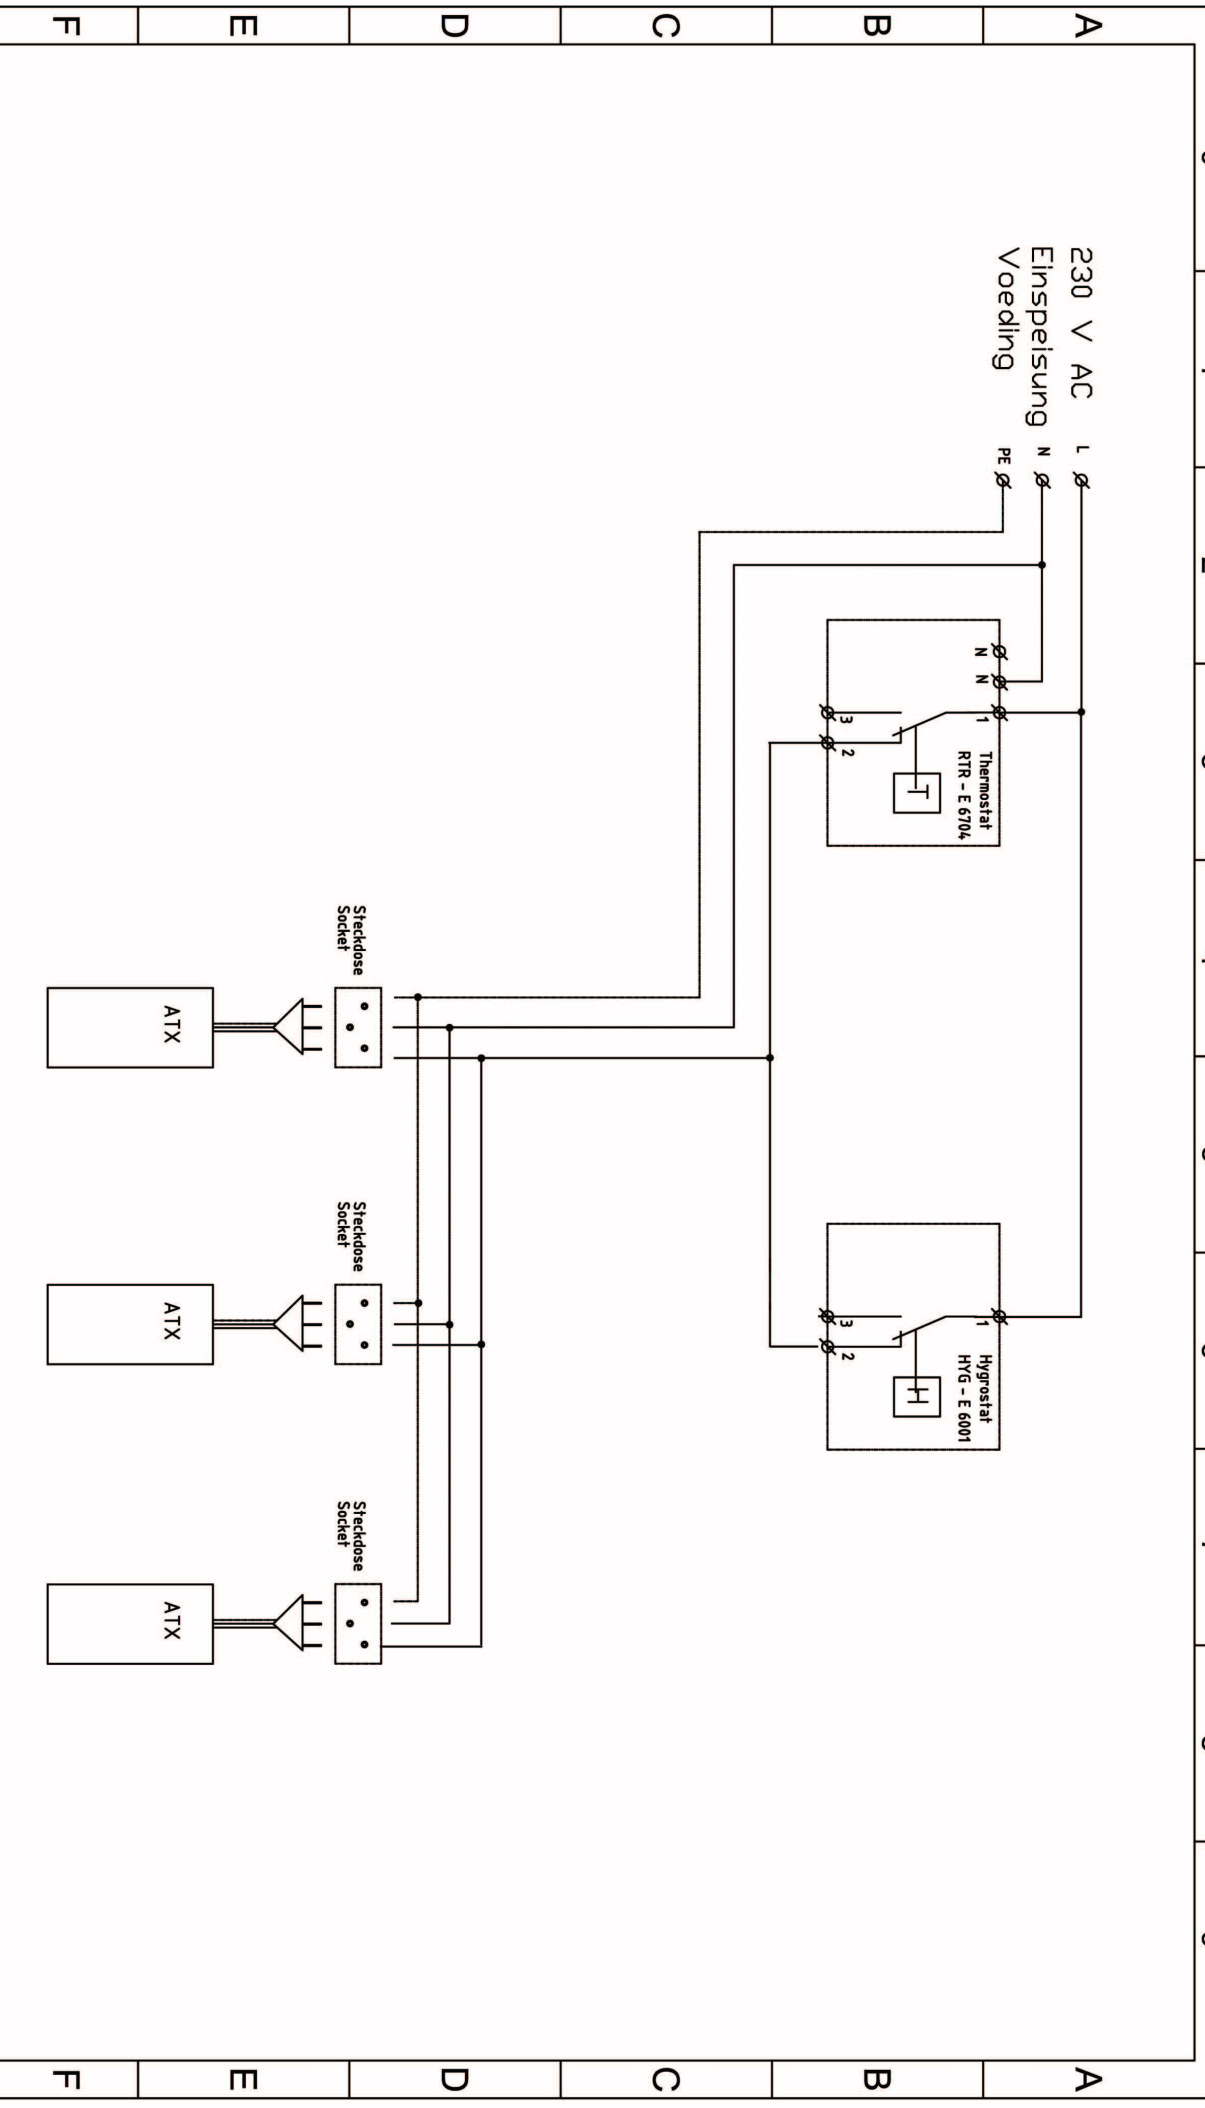 A
B
C
D
E
F
230 V AC
Einspeisung
Voeding
L
N
PE
N
N
1
3
2
Thermostat
RTR - E 6704
T
1
3
2
Hygrostat
HYG - E 6001
H
Steckdose
Socket
Steckdose
Socket
Steckdose
Socket
ATX
ATX
ATX
A
B
C
D
E
F